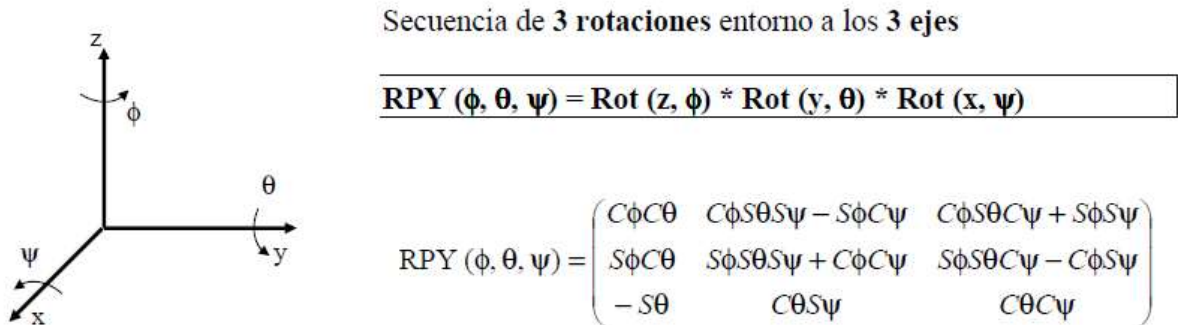 Secuencia de 3 rotaciones entorno a los 3 ejes
RPY (ϕ, θ, ψ) = Rot (z, ϕ) * Rot (y, θ) * Rot (x, ψ)
z
ϕ
θ
y
ψ
x
RPY (ϕ, θ, ψ) =
CϕCθ CϕSθSψ − SϕCψ CϕSθCψ + SϕSψ
SϕCθ SϕSθSψ + CϕCψ SϕSθCψ − CϕSψ
− Sθ CθSψ CθCψ